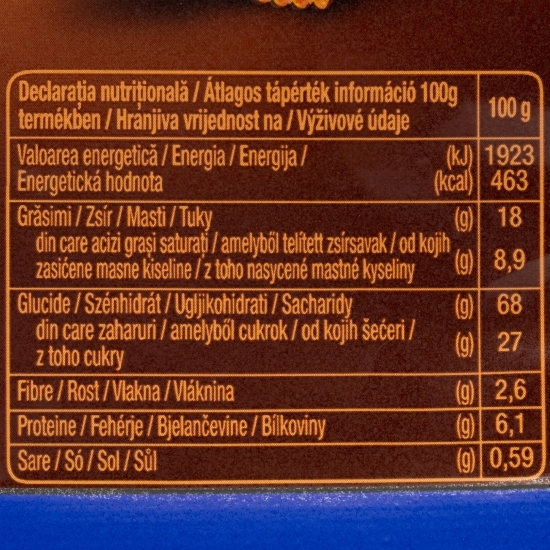 Declarația nutrițională / Átlagos tápérték információ 100g
termékben / Hranjiva vrijednost na / Výživové údaje
100 g
Valoarea energetică / Energia / Energija / (kJ) 1923
Energetická hodnota (kcal) 463
Grăsimi / Zsír / Masti / Tuky (g) 18
din care acizi grași saturați / amelyből telített zsírsavak / od kojih
zasićene masne kiseline / z toho nasycené mastné kyseliny (g) 8,9
Glucide / Szénhidrát / Ugljikohidrati / Sacharidy (g) 68
din care zaharuri / amelyből cukrok / od kojih šećeri /
z toho cukry (g) 27
Fibre / Rost / Vlakna / Vláknina (g) 2,6
Proteine / Fehérje / Bjelančevine / Bílkoviny (g) 6,1
Sare / Só / Sol / Sůl (g) 0,59